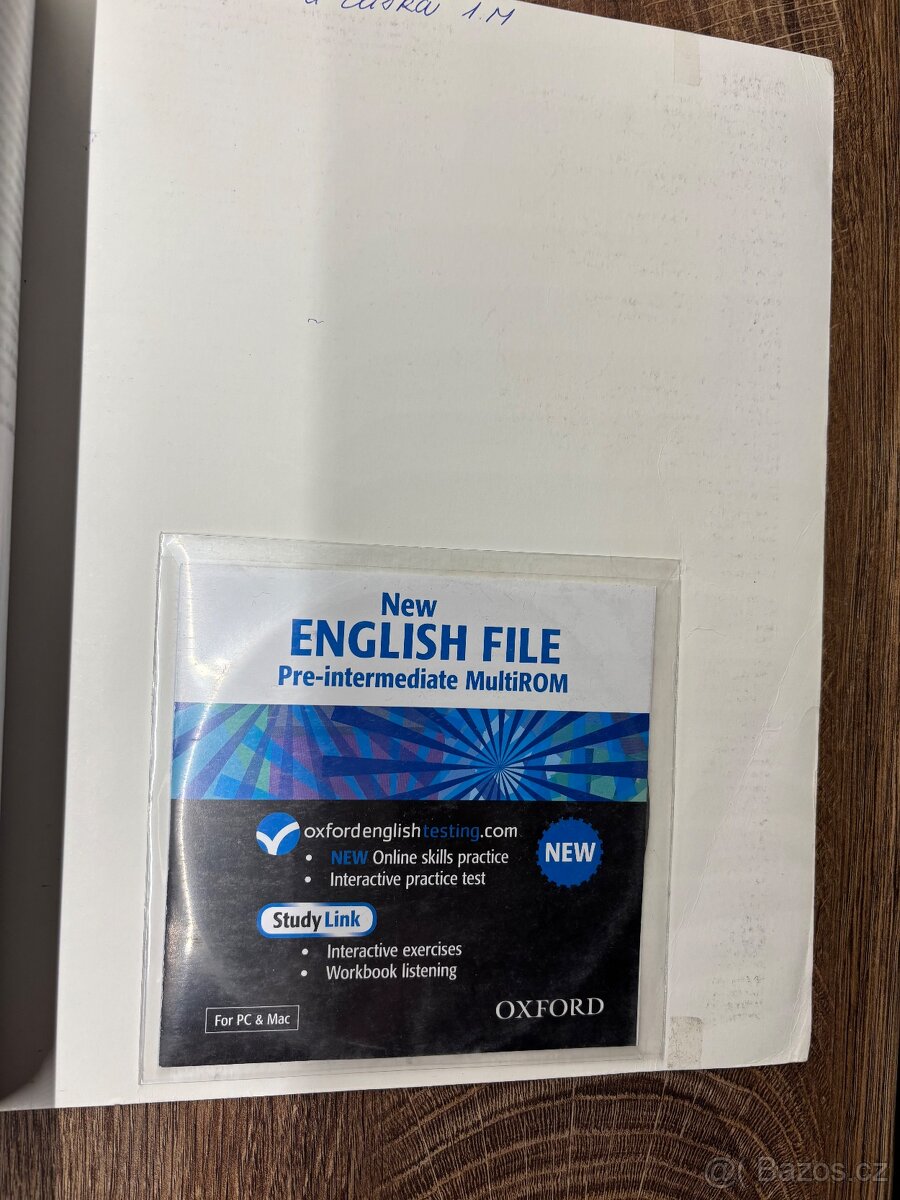 1.M
New
ENGLISH FILE
Pre-intermediate MultiROM
oxfordenglishtesting.com
• NEW Online skills practice
• Interactive practice test
NEW
Study Link
• Interactive exercises
• Workbook listening
For PC & Mac
OXFORD
Bazos.cz